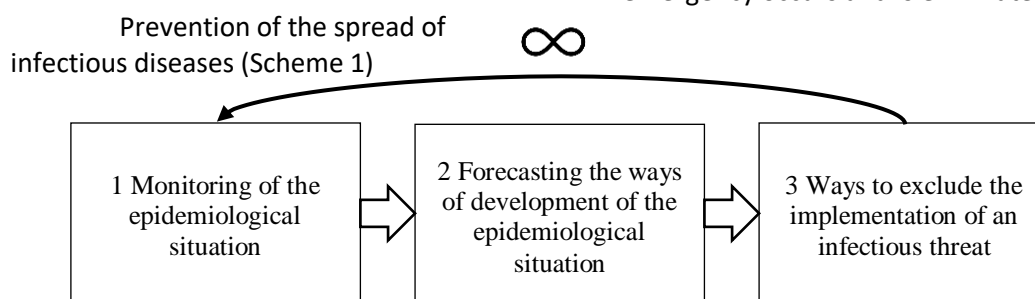 Prevention of the spread of
infectious diseases (Scheme 1)
∞
1 Monitoring of the
epidemiological
situation
2 Forecasting the ways
of development of the
epidemiological
situation
3 Ways to exclude the
implementation of an
infectious threat